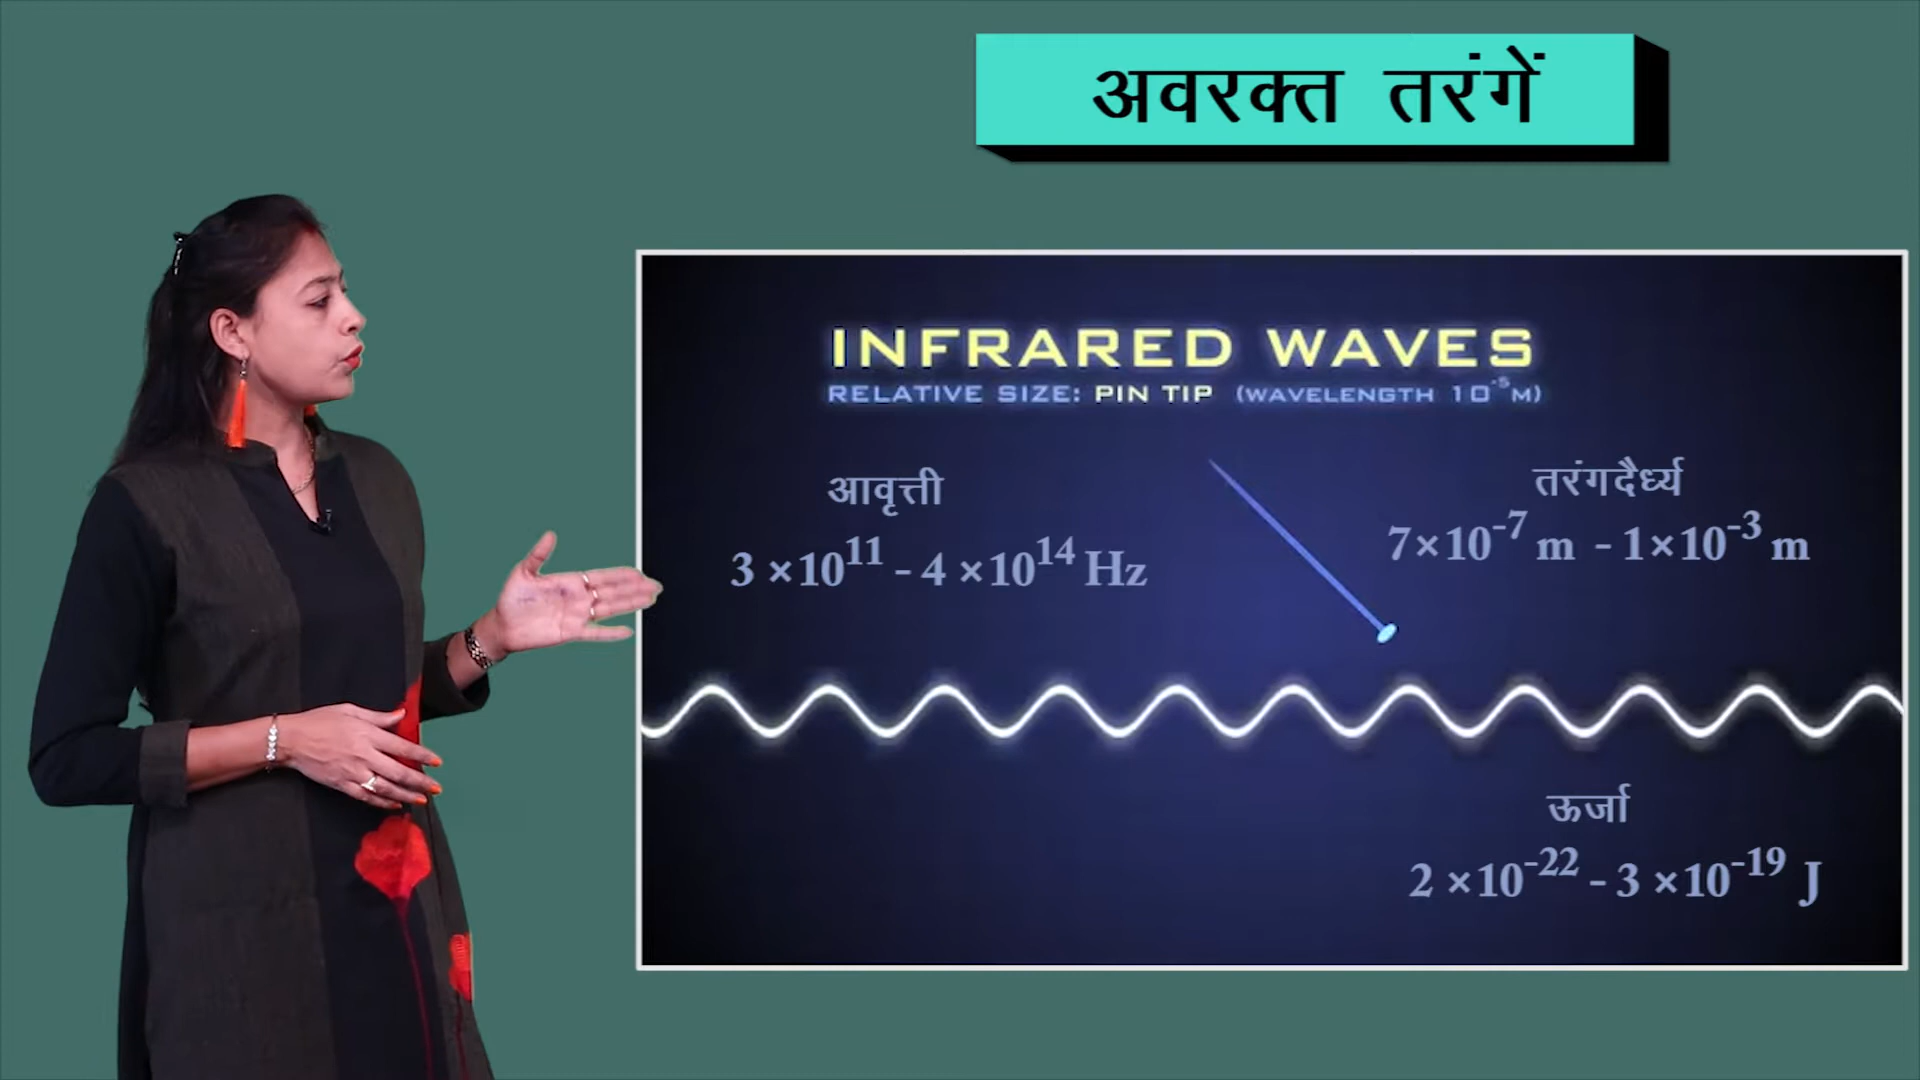 अवरक्त तरंगें
INFRARED WAVES
RELATIVE SIZE: PIN TIP (WAVELENGTH 10⁻⁵M)
आवृत्ती
3 ×10¹¹ - 4 ×10¹⁴ Hz
तरंगदैर्ध्य
7×10⁻⁷ m - 1×10⁻³ m
ऊर्जा
2 ×10⁻²² - 3 ×10⁻¹⁹ J